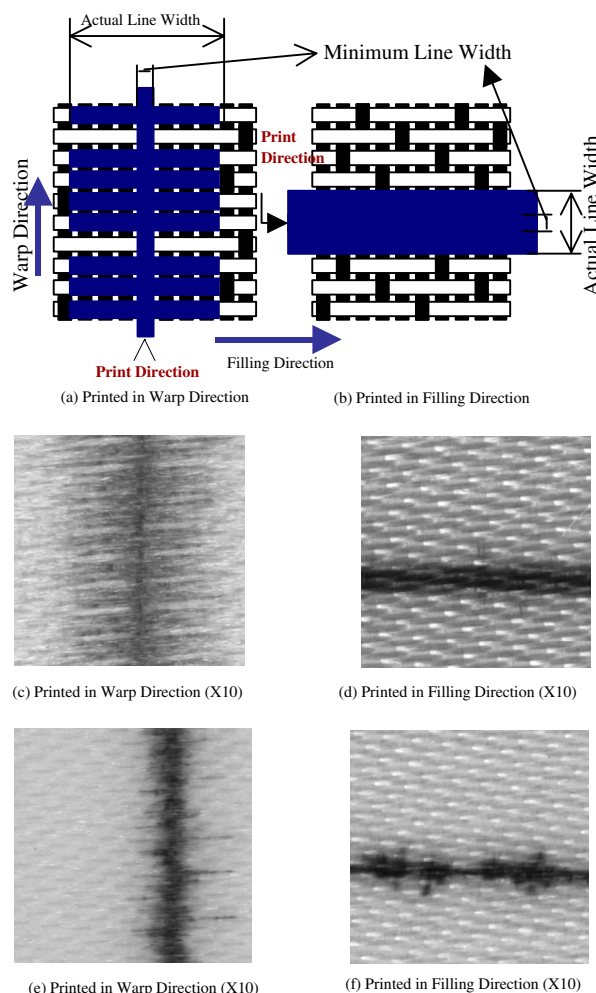 Actual Line Width
Minimum Line Width
Print
Direction
Warp Direction
Actual Line Width
Print Direction
Filling Direction
(a) Printed in Warp Direction
(b) Printed in Filling Direction
(c) Printed in Warp Direction (X10)
(d) Printed in Filling Direction (X10)
(e) Printed in Warp Direction (X10)
(f) Printed in Filling Direction (X10)